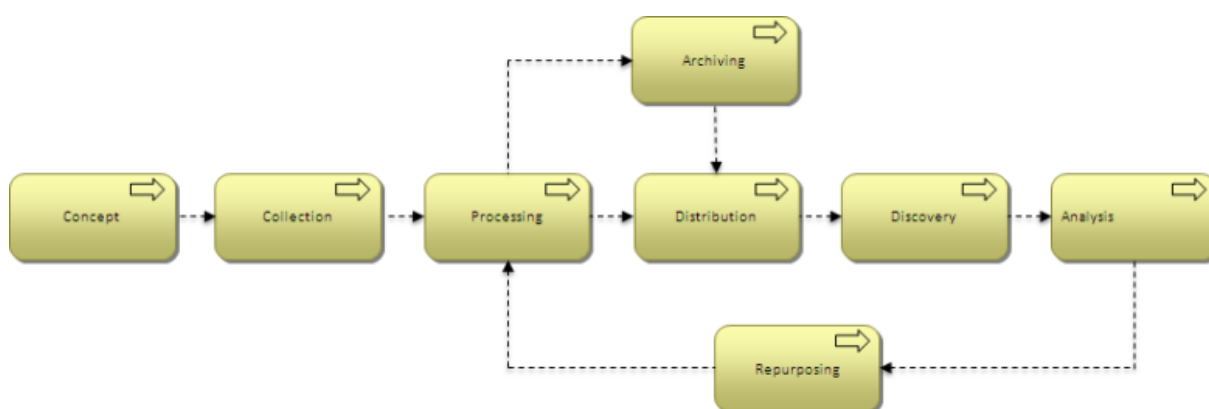 Archiving
Concept
Collection
Processing
Distribution
Discovery
Analysis
Repurposing